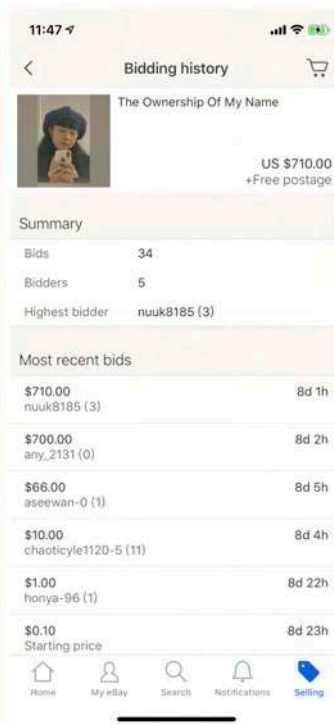 11:47
Bidding history
The Ownership Of My Name
US $710.00
+Free postage
Summary
Bids 34
Bidders 5
Highest bidder nuuk8185 (3)
Most recent bids
$710.00 8d 1h
nuuk8185 (3)
$700.00 8d 2h
any_2131 (0)
$66.00 8d 5h
aseewan-0 (1)
$10.00 8d 4h
chaoticyle1120-5 (11)
$1.00 8d 22h
honya-96 (1)
$0.10 8d 23h
Starting price
Home My eBay Search Notifications Selling